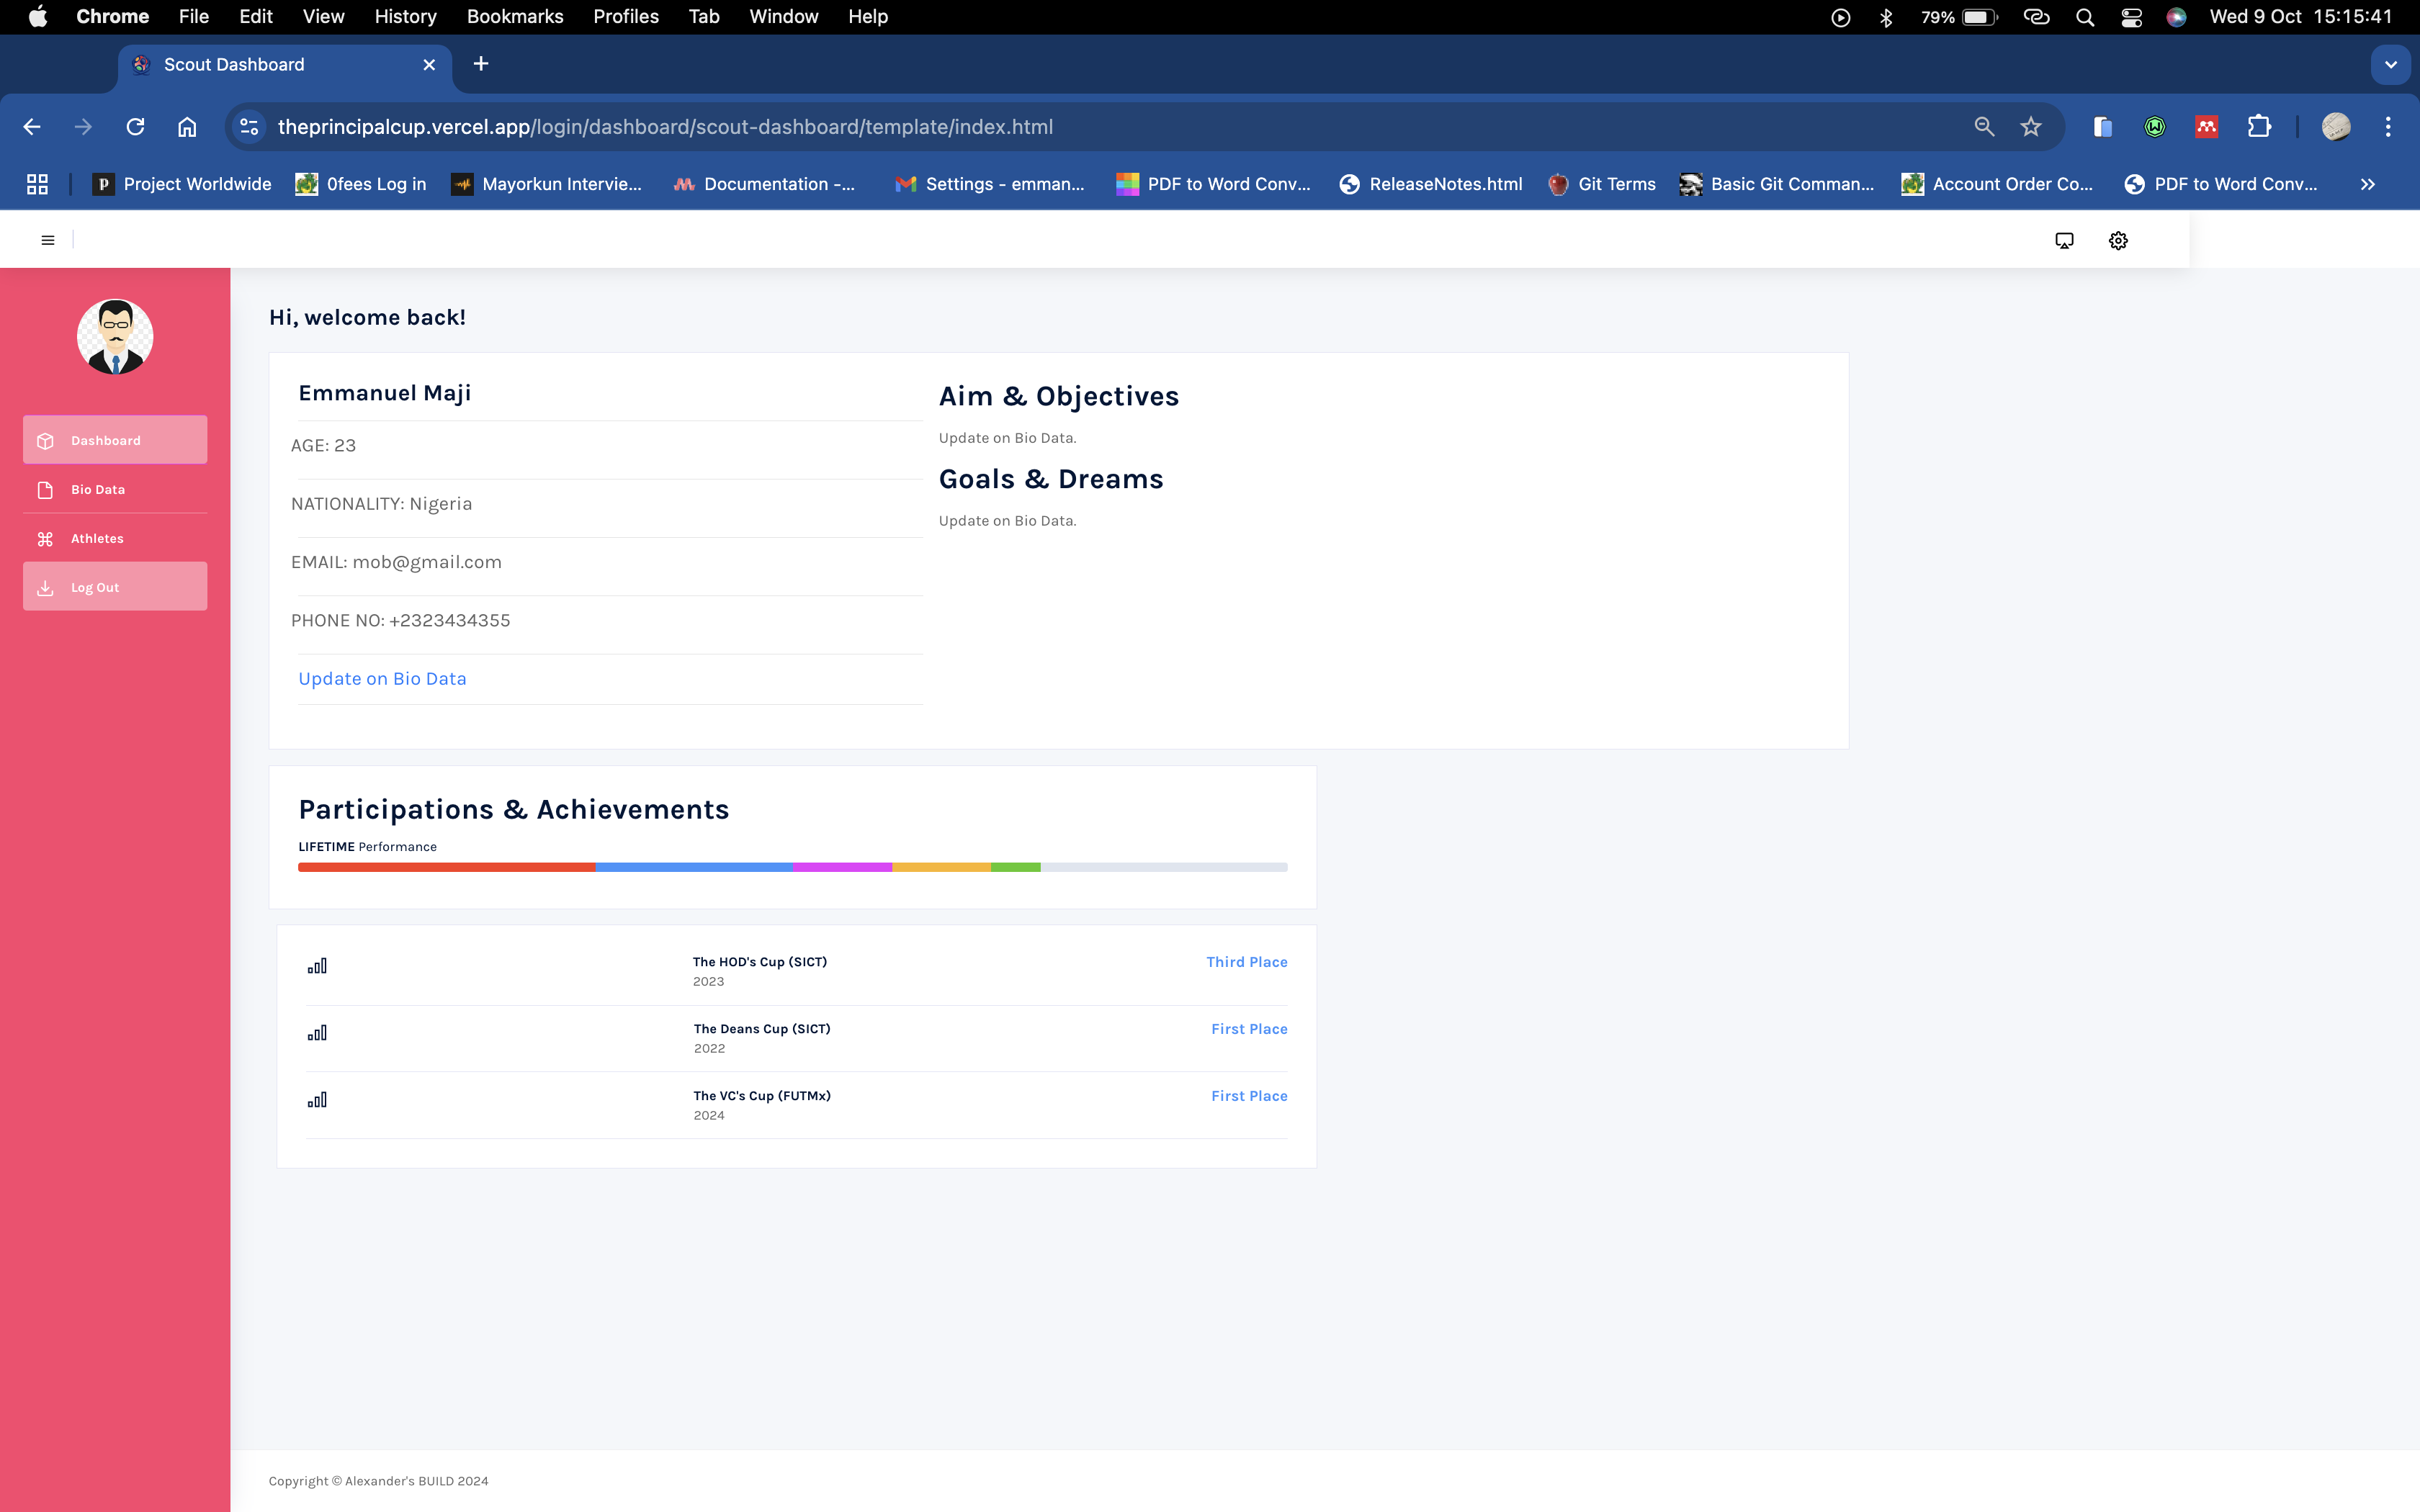 Chrome File Edit View History Bookmarks Profiles Tab Window Help 79% Wed 9 Oct 15:15:41
Scout Dashboard
theprincipalcup.vercel.app/login/dashboard/scout-dashboard/template/index.html
Project Worldwide 0fees Log in Mayorkun Intervie... Documentation -... Settings - emman... PDF to Word Conv... ReleaseNotes.html Git Terms Basic Git Comman... Account Order Co... PDF to Word Conv...
Dashboard
Bio Data
Athletes
Log Out
Hi, welcome back!
Emmanuel Maji
AGE: 23
NATIONALITY: Nigeria
EMAIL: mob@gmail.com
PHONE NO: +2323434355
Update on Bio Data
Aim & Objectives
Update on Bio Data.
Goals & Dreams
Update on Bio Data.
Participations & Achievements
LIFETIME Performance
The HOD's Cup (SICT) Third Place
2023
The Deans Cup (SICT) First Place
2022
The VC's Cup (FUTMx) First Place
2024
Copyright © Alexander's BUILD 2024